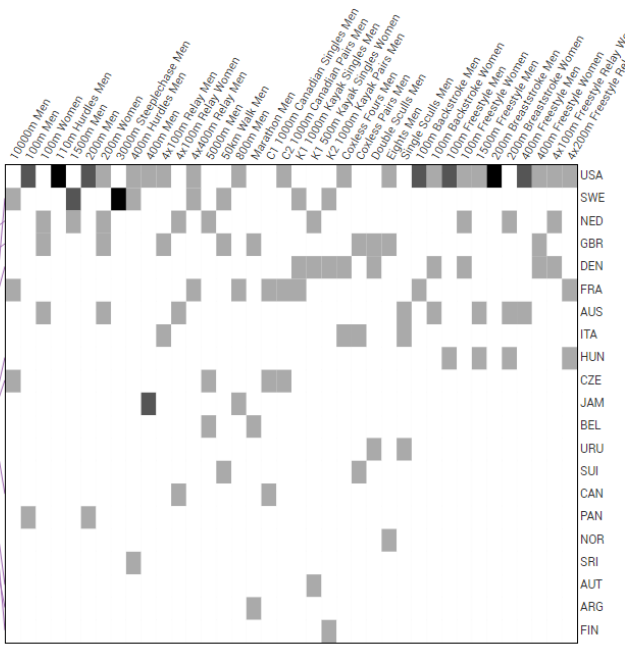 10000m Men
100m Men
100m Women
110m Hurdles Men
1500m Men
200m Men
200m Women
3000m Steeplechase Men
400m Hurdles Men
400m Men
4x100m Relay Men
4x100m Relay Women
4x400m Relay Men
5000m Men
50km Walk Men
800m Men
Marathon Men
C1 1000m Canadian Singles Men
C2 1000m Canadian Pairs Men
K1 1000m Kayak Singles Men
K1 500m Kayak Singles Women
K2 1000m Kayak Pairs Men
Coxless Fours Men
Coxless Pairs Men
Double Sculls Men
Eights Men
Single Sculls Men
100m Backstroke Men
100m Backstroke Women
100m Freestyle Men
100m Freestyle Women
1500m Freestyle Men
200m Breaststroke Men
200m Breaststroke Women
400m Freestyle Men
400m Freestyle Women
4x100m Freestyle Relay
4x200m Freestyle
USA
SWE
NED
GBR
DEN
FRA
AUS
ITA
HUN
CZE
JAM
BEL
URU
SUI
CAN
PAN
NOR
SRI
AUT
ARG
FIN